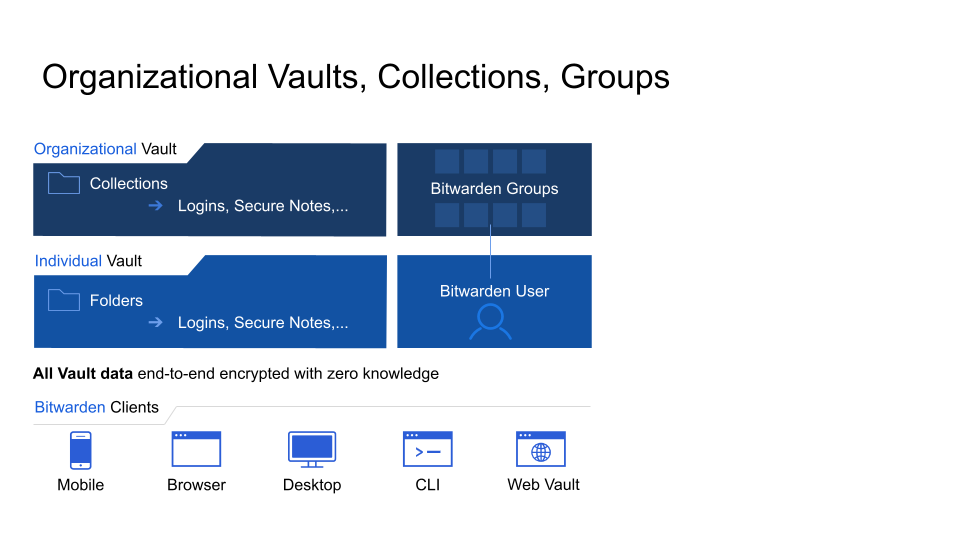 Organizational Vaults, Collections, Groups
Organizational Vault
Collections
Logins, Secure Notes,...
Bitwarden Groups
Individual Vault
Folders
Logins, Secure Notes,...
Bitwarden User
All Vault data end-to-end encrypted with zero knowledge
Bitwarden Clients
Mobile
Browser
Desktop
CLI
Web Vault